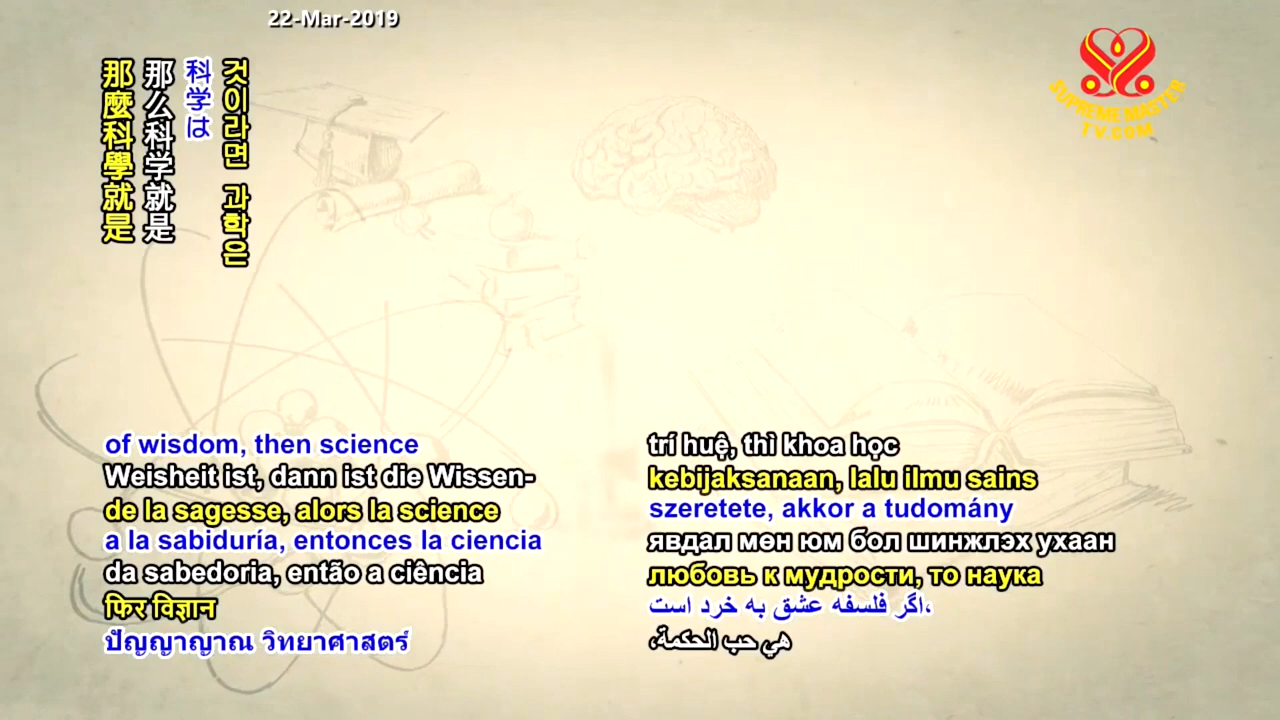 22-Mar-2019
SUPREME MASTER
TV.COM
것이라면 과학은
科学は
那么科学就是
那麼科學就是
of wisdom, then science
Weisheit ist, dann ist die Wissen-
de la sagesse, alors la science
a la sabiduría, entonces la ciencia
da sabedoria, então a ciência
फिर विज्ञान
ปัญญาญาณ วิทยาศาสตร์
trí huệ, thì khoa học
kebijaksanaan, lalu ilmu sains
szeretete, akkor a tudomány
явдал мөн юм бол шинжлэх ухаан
любовь к мудрости, то наука
اگر فلسفه عشق به خرد است،
هي حب الحكمة،